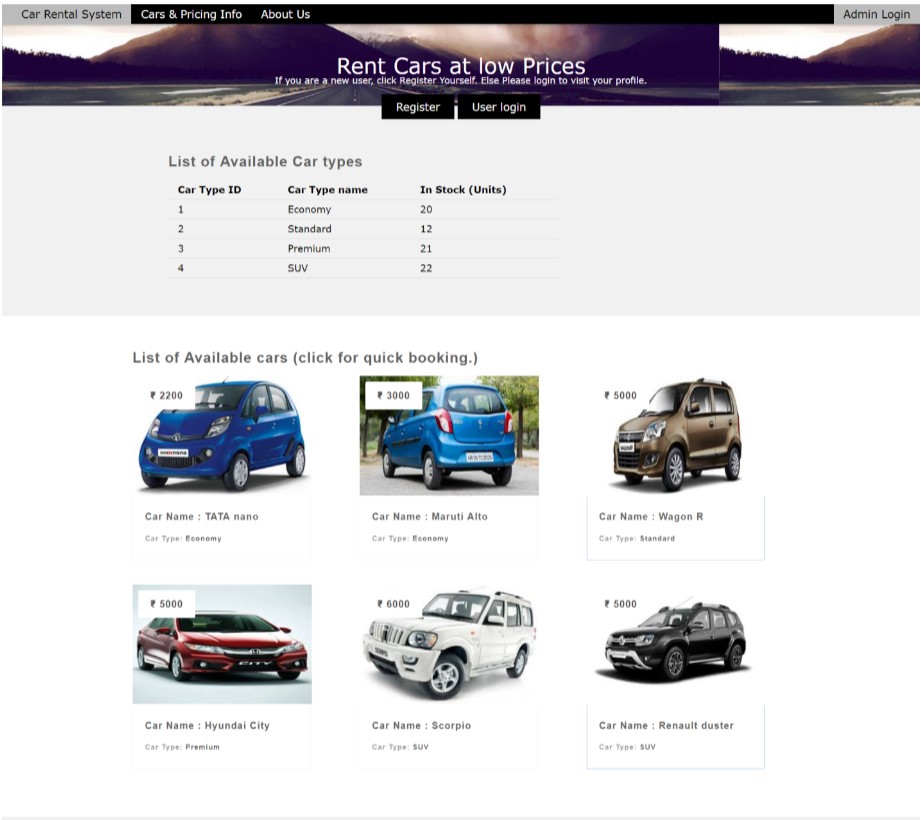 Car Rental System Cars & Pricing Info About Us Admin Login
Rent Cars at low Prices
If you are a new user, click Register Yourself. Else Please login to visit your profile.
Register User login
List of Available Car types
Car Type ID Car Type name In Stock (Units)
1 Economy 20
2 Standard 12
3 Premium 21
4 SUV 22
List of Available cars (click for quick booking.)
₹ 2200 ₹ 3000 ₹ 5000
Car Name : TATA nano Car Name : Maruti Alto Car Name : Wagon R
Car Type: Economy Car Type: Economy Car Type: Standard
₹ 5000 ₹ 6000 ₹ 5000
CITY
Car Name : Hyundai City Car Name : Scorpio Car Name : Renault duster
Car Type: Premium Car Type: SUV Car Type: SUV